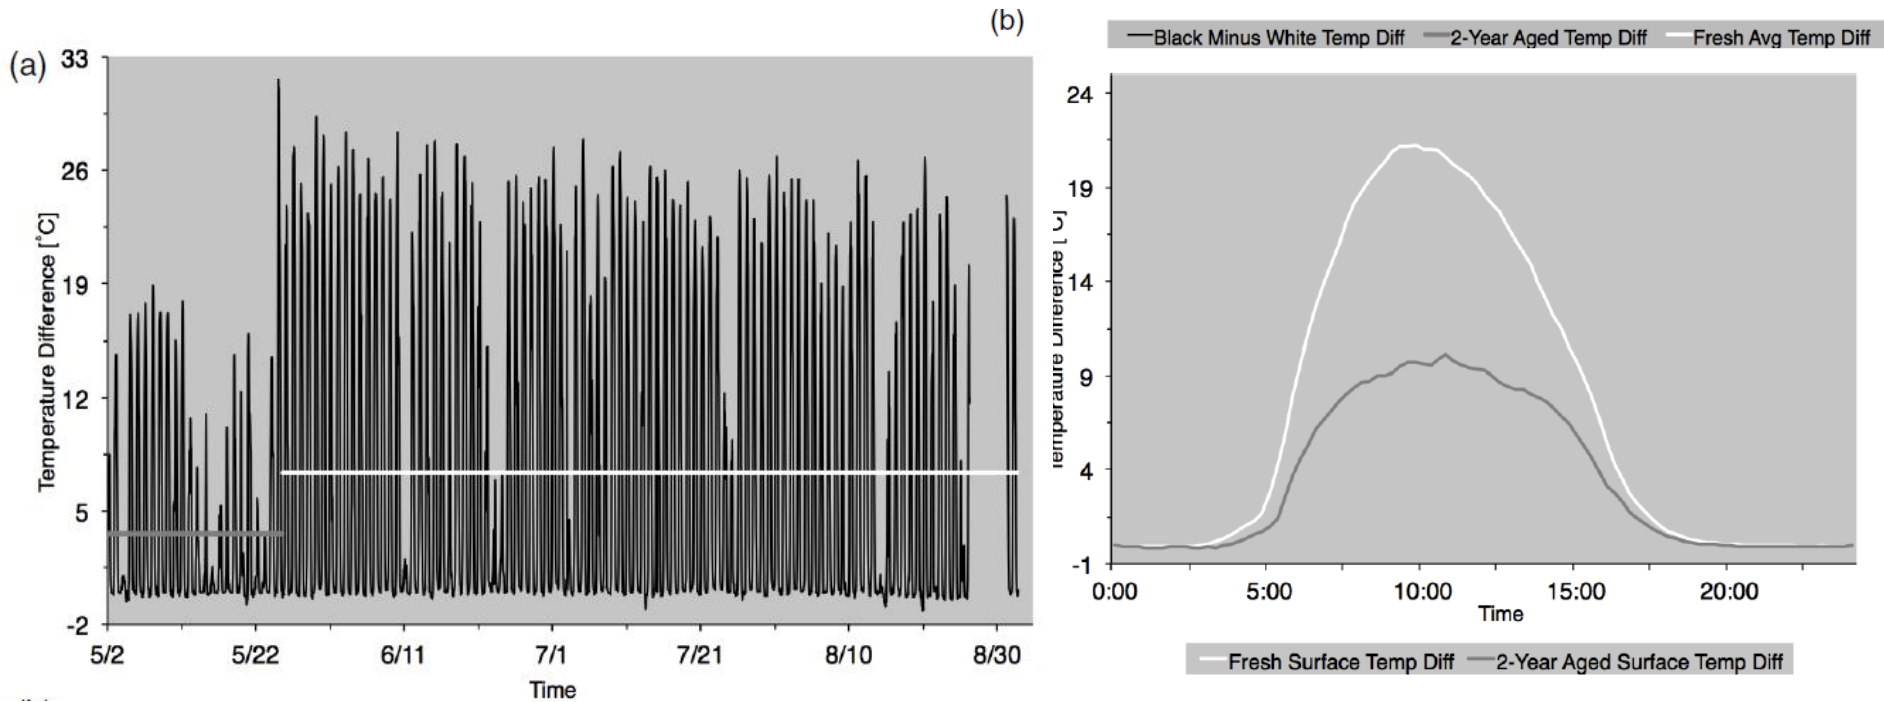 (a)
33
26
19
12
5
-2
Temperature Difference [°C]
5/2 5/22 6/11 7/1 7/21 8/10 8/30
Time
(b)
Black Minus White Temp Diff 2-Year Aged Temp Diff Fresh Avg Temp Diff
24
19
14
9
4
-1
Temperature Difference [°C]
0:00 5:00 10:00 15:00 20:00
Time
Fresh Surface Temp Diff 2-Year Aged Surface Temp Diff